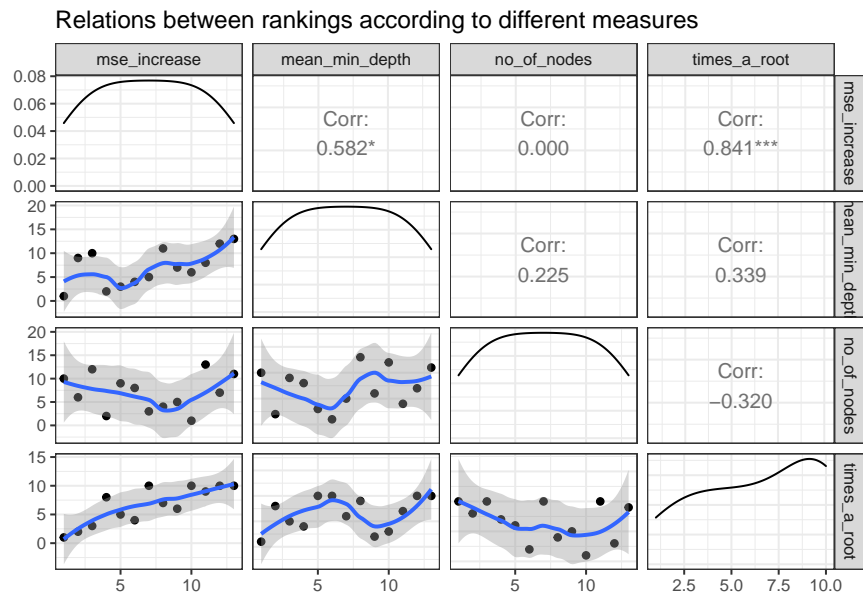 Relations between rankings according to different measures
mse_increase mean_min_depth no_of_nodes times_a_root
0.08
0.06
0.04
0.02
0.00
Corr:
0.582*
Corr:
0.000
Corr:
0.841***
mse_increase
20
15
10
5
0
Corr:
0.225
Corr:
0.339
mean_min_depth
20
15
10
5
0
Corr:
−0.320
no_of_nodes
15
10
5
0
times_a_root
5 10 5 10 5 10 2.5 5.0 7.5 10.0